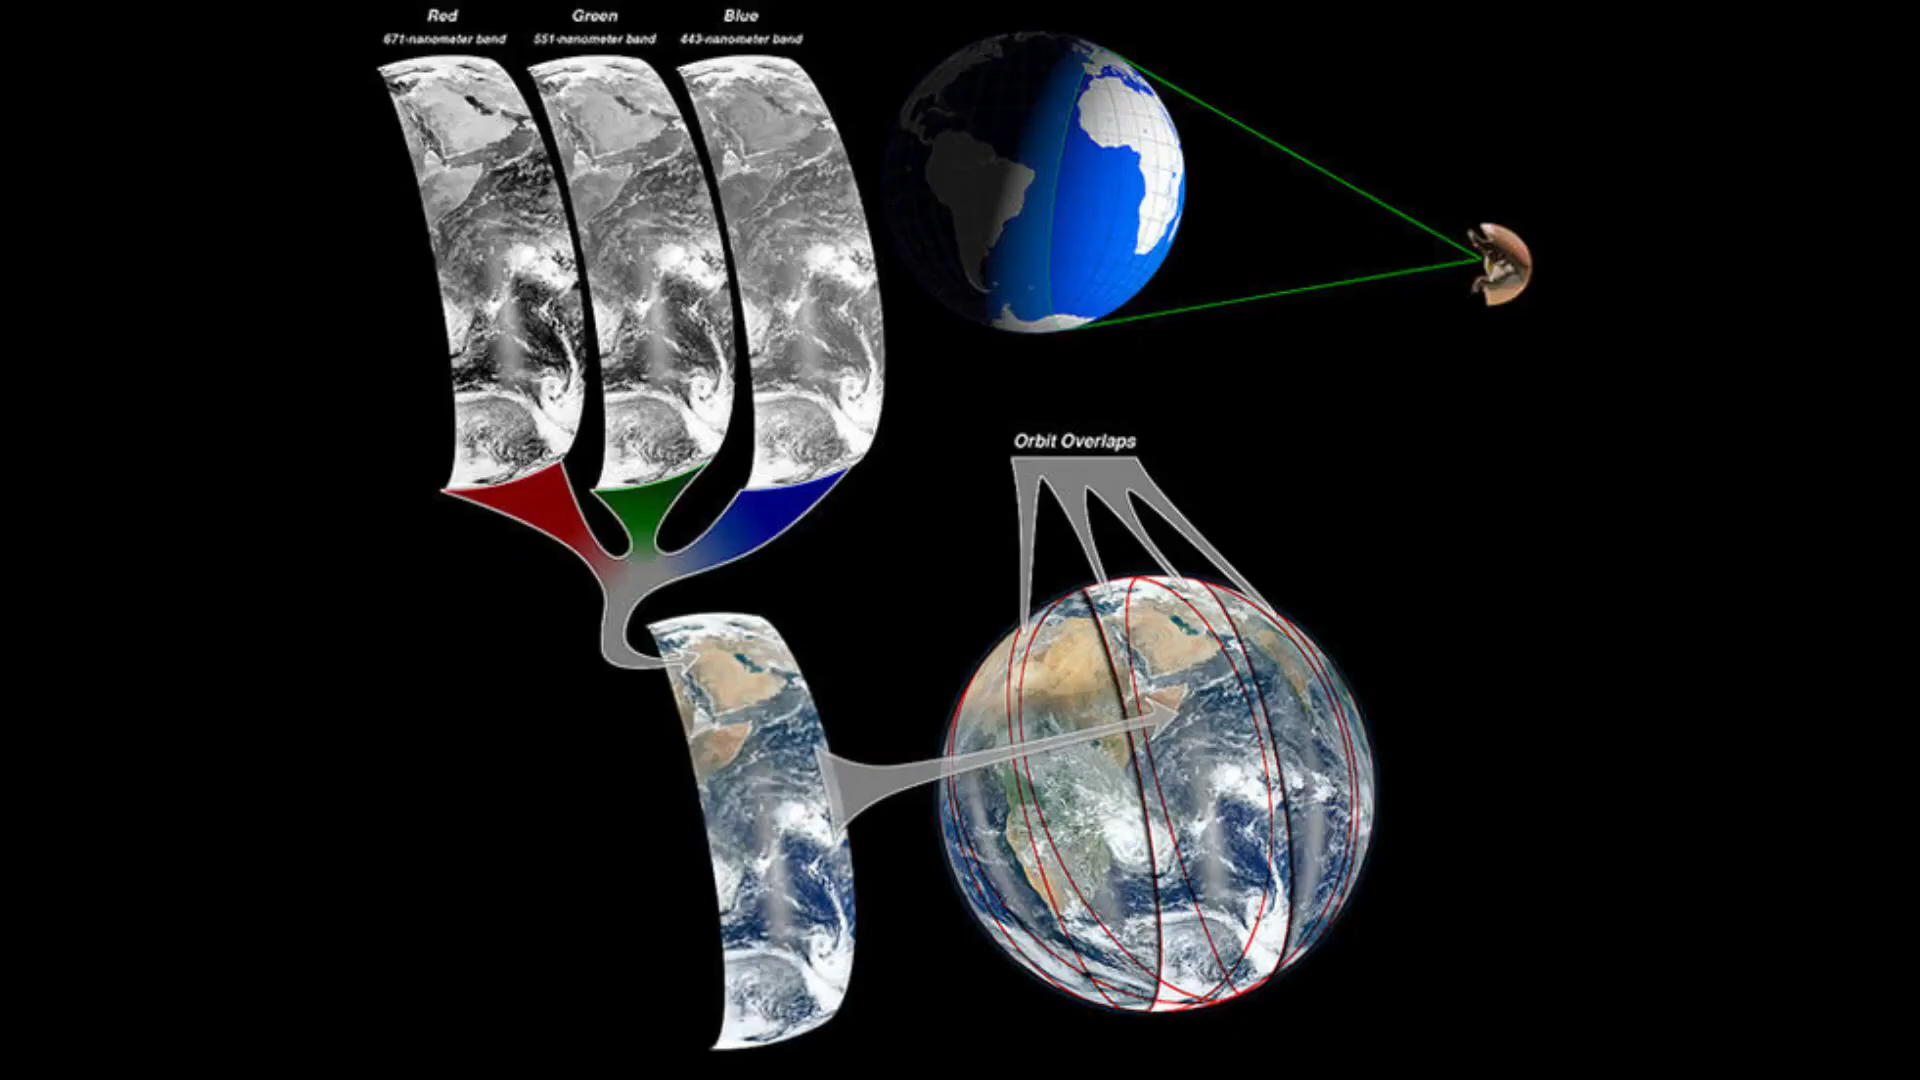 Red
671-nanometer band
Green
551-nanometer band
Blue
443-nanometer band
Orbit Overlaps